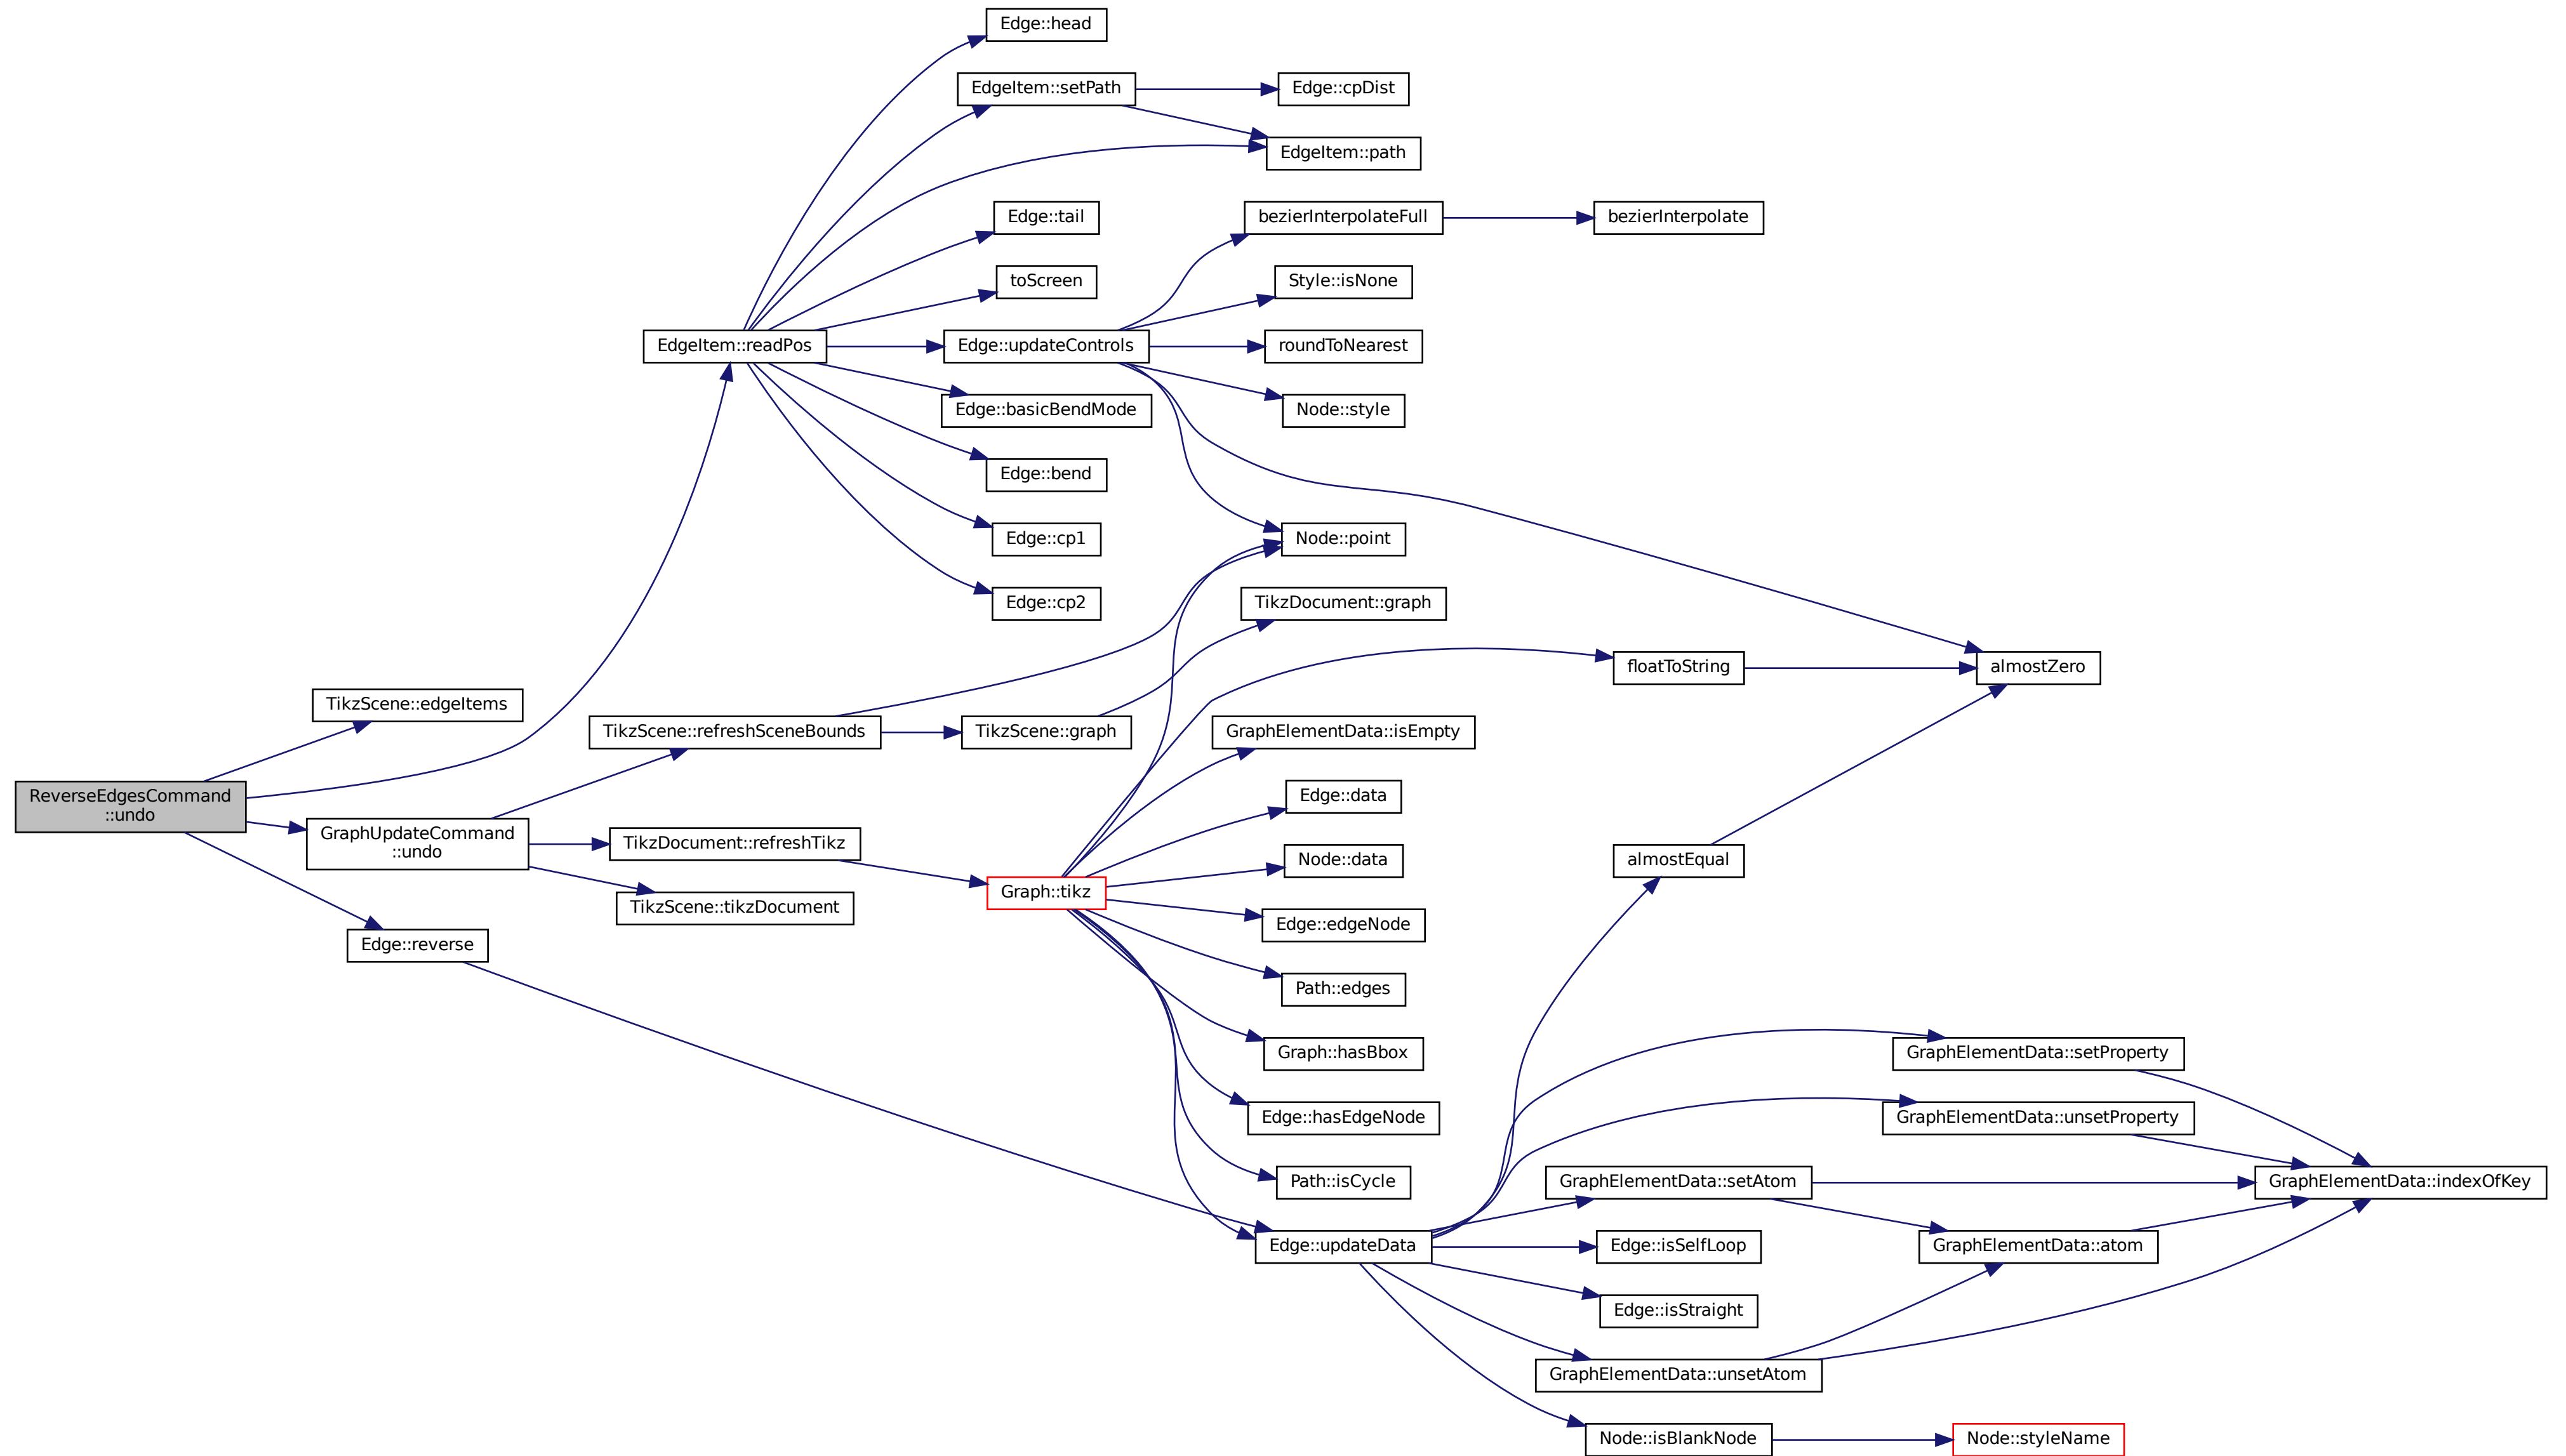 Edge::head
EdgeItem::setPath
Edge::cpDist
EdgeItem::path
Edge::tail
bezierInterpolateFull
bezierInterpolate
toScreen
Style::isNone
EdgeItem::readPos
Edge::updateControls
roundToNearest
Edge::basicBendMode
Node::style
Edge::bend
Edge::cp1
Node::point
Edge::cp2
TikzDocument::graph
floatToString
almostZero
TikzScene::edgeItems
TikzScene::refreshSceneBounds
TikzScene::graph
GraphElementData::isEmpty
ReverseEdgesCommand
::undo
Edge::data
GraphUpdateCommand
::undo
TikzDocument::refreshTikz
Node::data
almostEqual
Graph::tikz
TikzScene::tikzDocument
Edge::edgeNode
Edge::reverse
Path::edges
Graph::hasBbox
GraphElementData::setProperty
Edge::hasEdgeNode
GraphElementData::unsetProperty
Path::isCycle
GraphElementData::setAtom
GraphElementData::indexOfKey
Edge::updateData
Edge::isSelfLoop
GraphElementData::atom
Edge::isStraight
GraphElementData::unsetAtom
Node::isBlankNode
Node::styleName